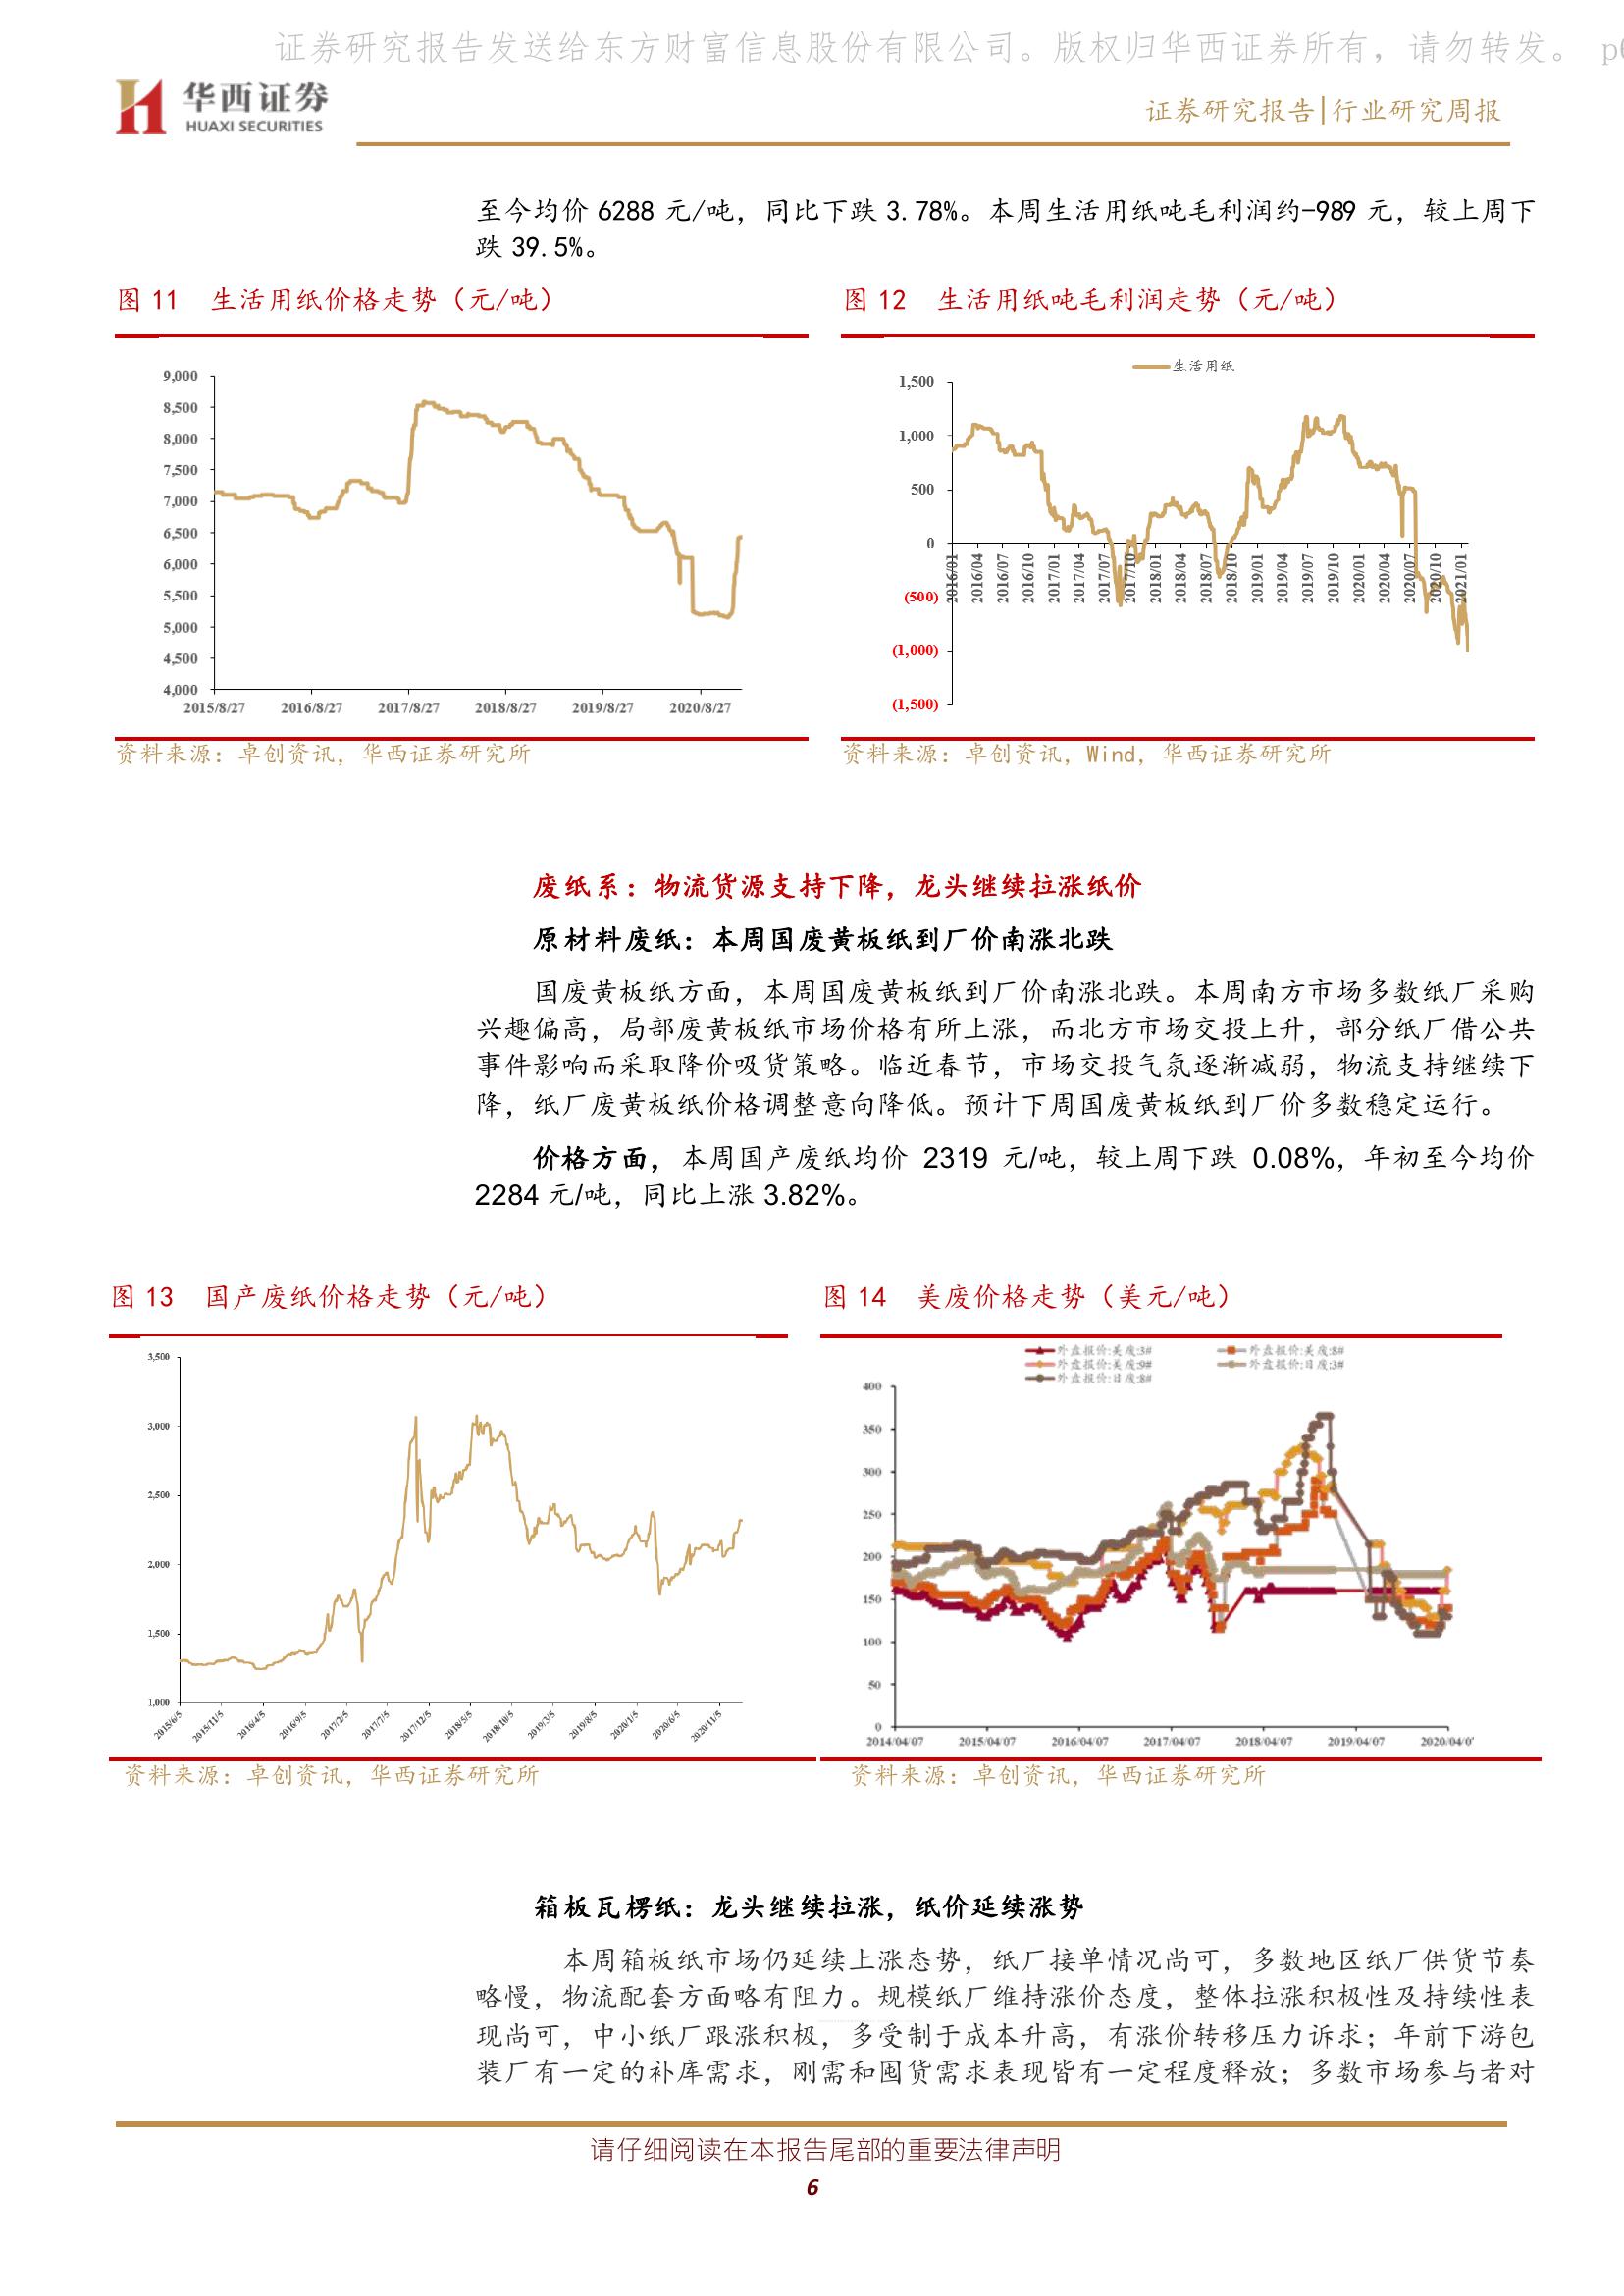 证券研究报告发送给东方财富信息股份有限公司。版权归华西证券所有，请勿转发。 p
华西证券
HUAXI SECURITIES
证券研究报告|行业研究周报
至今均价 6288 元/吨，同比下跌 3.78%。本周生活用纸吨毛利润约-989 元，较上周下
跌 39.5%。
图 11 生活用纸价格走势（元/吨）
9,000
8,500
8,000
7,500
7,000
6,500
6,000
5,500
5,000
4,500
4,000
2015/8/27 2016/8/27 2017/8/27 2018/8/27 2019/8/27 2020/8/27
资料来源：卓创资讯，华西证券研究所
图 12 生活用纸吨毛利润走势（元/吨）
生活用纸
1,500
1,000
500
0
(500)
(1,000)
(1,500)
2016/01 2016/04 2016/07 2016/10 2017/01 2017/04 2017/07 2017/10 2018/01 2018/04 2018/07 2018/10 2019/01 2019/04 2019/07 2019/10 2020/01 2020/04 2020/07 2020/10 2021/01
资料来源：卓创资讯，Wind，华西证券研究所
废纸系：物流货源支持下降，龙头继续拉涨纸价
原材料废纸：本周国废黄板纸到厂价南涨北跌
国废黄板纸方面，本周国废黄板纸到厂价南涨北跌。本周南方市场多数纸厂采购
兴趣偏高，局部废黄板纸市场价格有所上涨，而北方市场交投上升，部分纸厂借公共
事件影响而采取降价吸货策略。临近春节，市场交投气氛逐渐减弱，物流支持继续下
降，纸厂废黄板纸价格调整意向降低。预计下周国废黄板纸到厂价多数稳定运行。
价格方面，本周国产废纸均价 2319 元/吨，较上周下跌 0.08%，年初至今均价
2284 元/吨，同比上涨 3.82%。
图 13 国产废纸价格走势（元/吨）
3,500
3,000
2,500
2,000
1,500
1,000
2015/6/5 2015/11/5 2016/4/5 2016/9/5 2017/2/5 2017/7/5 2017/12/5 2018/5/5 2018/10/5 2019/3/5 2019/8/5 2020/1/5 2020/6/5 2020/11/5
资料来源：卓创资讯，华西证券研究所
图 14 美废价格走势（美元/吨）
外盘报价:美废:3# 外盘报价:美废:8#
外盘报价:美废:9# 外盘报价:日废:3#
外盘报价:日废:8#
400
350
300
250
200
150
100
50
0
2014/04/07 2015/04/07 2016/04/07 2017/04/07 2018/04/07 2019/04/07 2020/04/0
资料来源：卓创资讯，华西证券研究所
箱板瓦楞纸：龙头继续拉涨，纸价延续涨势
本周箱板纸市场仍延续上涨态势，纸厂接单情况尚可，多数地区纸厂供货节奏
略慢，物流配套方面略有阻力。规模纸厂维持涨价态度，整体拉涨积极性及持续性表
现尚可，中小纸厂跟涨积极，多受制于成本升高，有涨价转移压力诉求；年前下游包
装厂有一定的补库需求，刚需和囤货需求表现皆有一定程度释放；多数市场参与者对
请仔细阅读在本报告尾部的重要法律声明
6